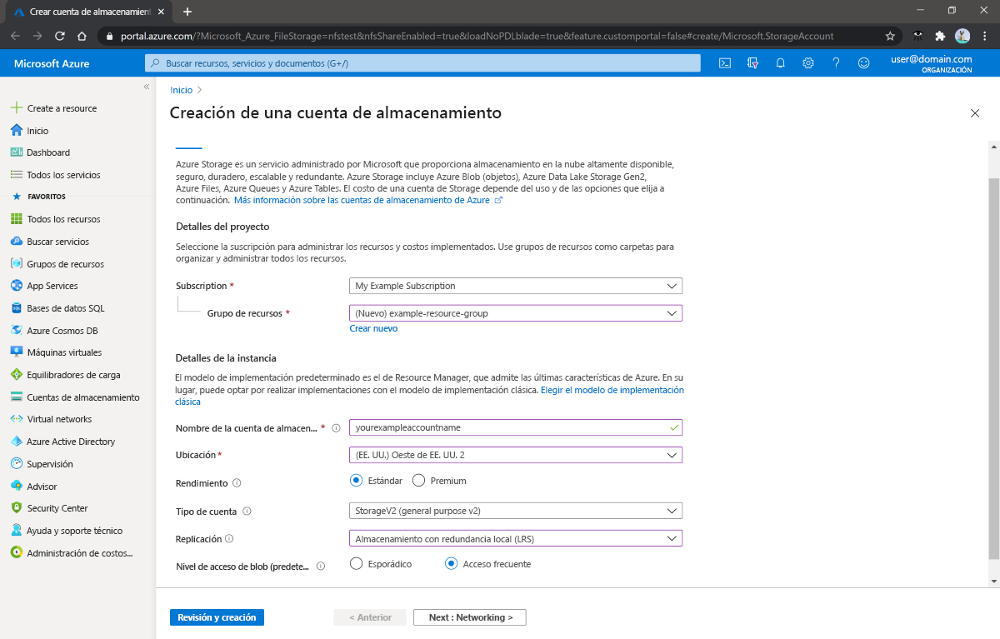 Crear cuenta de almacenamient
portal.azure.com/?Microsoft_Azure_FileStorage=nfstest&nfsShareEnabled=true&loadNoPDLblade=true&feature.customportal=false#create/Microsoft.StorageAccount
Microsoft Azure
Buscar recursos, servicios y documentos (G+/)
user@domain.com
ORGANIZACIÓN
Create a resource
Inicio
Dashboard
Todos los servicios
FAVORITOS
Todos los recursos
Buscar servicios
Grupos de recursos
App Services
Bases de datos SQL
Azure Cosmos DB
Máquinas virtuales
Equilibradores de carga
Cuentas de almacenamiento
Virtual networks
Azure Active Directory
Supervisión
Advisor
Security Center
Ayuda y soporte técnico
Administración de costos...
Inicio >
Creación de una cuenta de almacenamiento
Azure Storage es un servicio administrado por Microsoft que proporciona almacenamiento en la nube altamente disponible,
seguro, duradero, escalable y redundante. Azure Storage incluye Azure Blob (objetos), Azure Data Lake Storage Gen2,
Azure Files, Azure Queues y Azure Tables. El costo de una cuenta de Storage depende del uso y de las opciones que elija a
continuación. Más información sobre las cuentas de almacenamiento de Azure
Detalles del proyecto
Seleccione la suscripción para administrar los recursos y costos implementados. Use grupos de recursos como carpetas para
organizar y administrar todos los recursos.
Subscription *
My Example Subscription
Grupo de recursos *
(Nuevo) example-resource-group
Crear nuevo
Detalles de la instancia
El modelo de implementación predeterminado es el de Resource Manager, que admite las últimas características de Azure. En su
lugar, puede optar por realizar implementaciones con el modelo de implementación clásica. Elegir el modelo de implementación
clásica
Nombre de la cuenta de almacen... *
yourexampleaccountname
Ubicación *
(EE. UU.) Oeste de EE. UU. 2
Rendimiento
Estándar Premium
Tipo de cuenta
StorageV2 (general purpose v2)
Replicación
Almacenamiento con redundancia local (LRS)
Nivel de acceso de blob (predete...
Esporádico Acceso frecuente
Revisión y creación
< Anterior
Next : Networking >